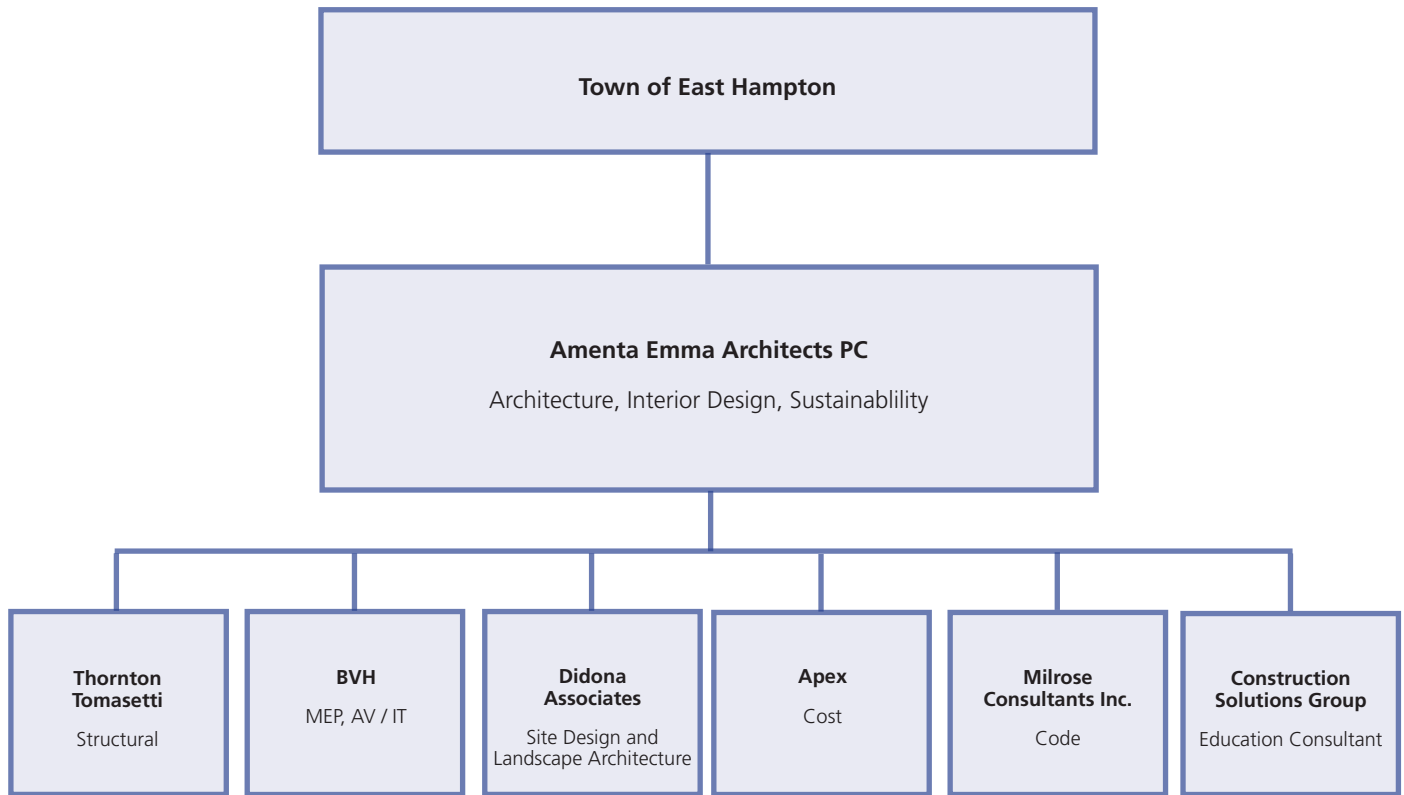 Town of East Hampton
Amenta Emma Architects PC
Architecture, Interior Design, Sustainablility
Thornton
Tomasetti
Structural
BVH
MEP, AV / IT
Didona
Associates
Site Design and
Landscape Architecture
Apex
Cost
Milrose
Consultants Inc.
Code
Construction
Solutions Group
Education Consultant